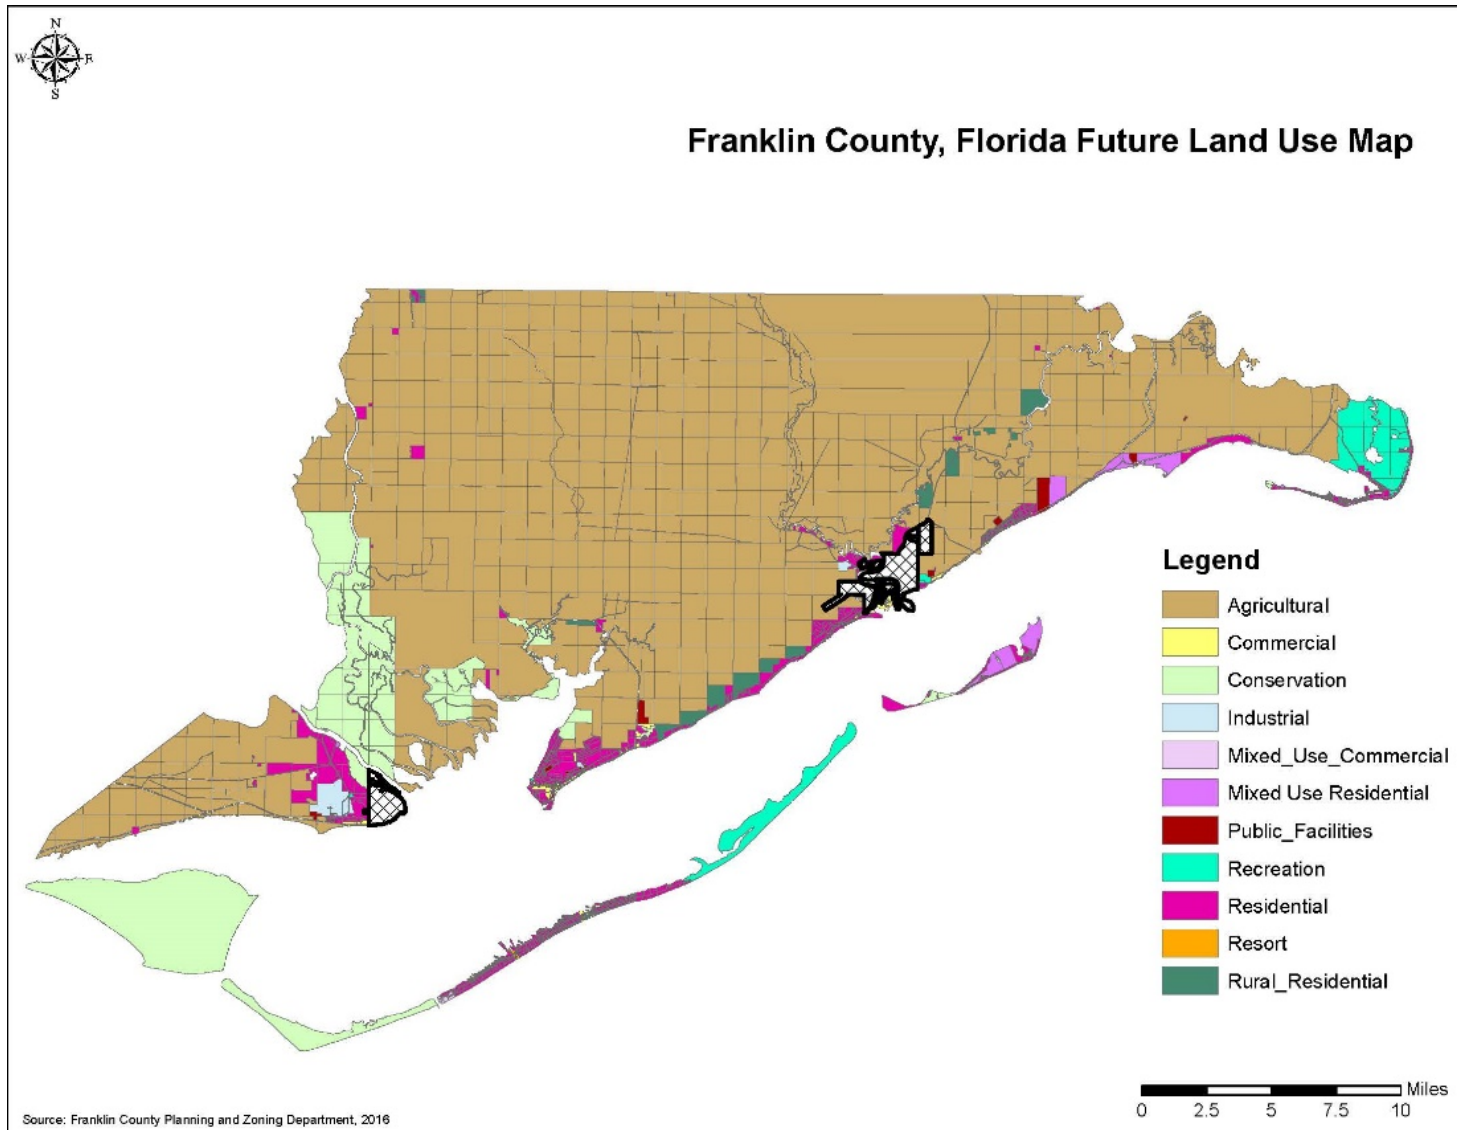 N
W E
S
Franklin County, Florida Future Land Use Map
Legend
Agricultural
Commercial
Conservation
Industrial
Mixed_Use_Commercial
Mixed Use Residential
Public_Facilities
Recreation
Residential
Resort
Rural_Residential
Miles
0 2.5 5 7.5 10
Source: Franklin County Planning and Zoning Department, 2016